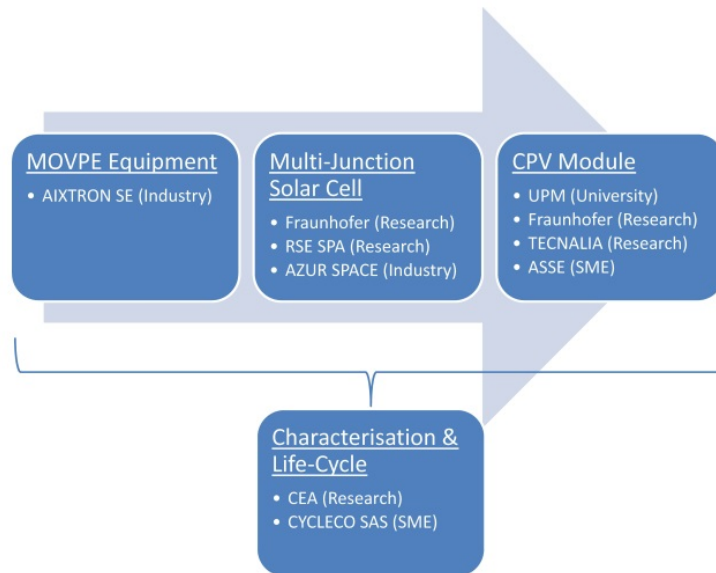 MOVPE Equipment
• AIXTRON SE (Industry)
Multi-Junction
Solar Cell
• Fraunhofer (Research)
• RSE SPA (Research)
• AZUR SPACE (Industry)
CPV Module
• UPM (University)
• Fraunhofer (Research)
• TECNALIA (Research)
• ASSE (SME)
Characterisation &
Life-Cycle
• CEA (Research)
• CYCLECO SAS (SME)